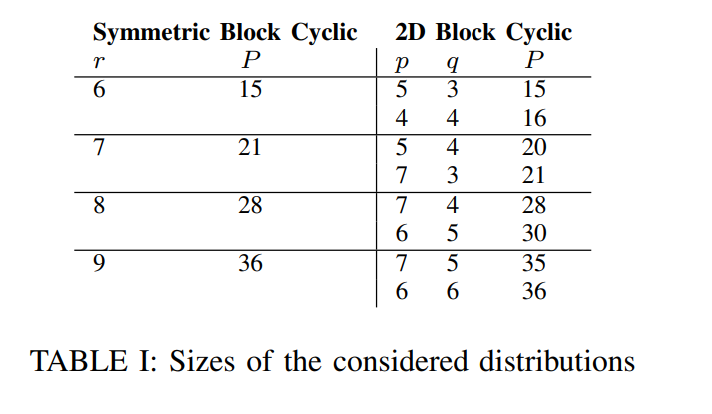 Symmetric Block Cyclic 2D Block Cyclic
r P p q P
6 15 5 3 15
4 4 16
7 21 5 4 20
7 3 21
8 28 7 4 28
6 5 30
9 36 7 5 35
6 6 36
TABLE I: Sizes of the considered distributions